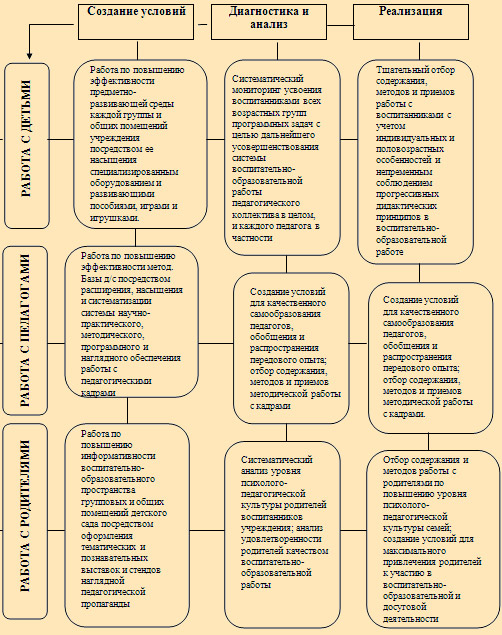 Создание условий
Диагностика и
анализ
Реализация
РАБОТА С ДЕТЬМИ
Работа по повышению
эффективности
предметно-
развивающей среды
каждой группы и
общих помещений
учреждения
посредством ее
насыщения
специализированным
оборудованием и
развивающими
пособиями, играми и
игрушками.
Систематический
мониторинг усвоения
воспитанниками всех
возрастных групп
программных задач с
целью дальнейшего
усовершенствования
системы
воспитательно-
образовательной
работы
педагогического
коллектива в целом,
и каждого педагога в
частности
Тщательный отбор
содержания,
методов и приемов
работы с
воспитанниками с
учетом
индивидуальных и
половозрастных
особенностей и
непременным
соблюдением
прогрессивных
дидактических
принципов в
воспитательно-
образовательной
работе
РАБОТА С ПЕДАГОГАМИ
Работа по повышению
эффективности метод.
Базы д/с посредством
расширения, насыщения
и систематизации
системы научно-
практического,
методического,
программного и
наглядного обеспечения
работы с
педагогическими
кадрами
Создание условий
для качественного
самообразования
педагогов,
обобщения и
распространения
передового опыта;
отбор содержания,
методов и приемов
методической работы
с кадрами
Создание условий
для качественного
самообразования
педагогов,
обобщения и
распространения
передового опыта;
отбор содержания,
методов и приемов
методической работы
с кадрами.
РАБОТА С РОДИТЕЛЯМИ
Работа по
повышению
информативности
воспитательно-
образовательного
пространства
групповых и общих
помещений детского
сада посредством
оформления
тематических и
познавательных
выставок и стендов
наглядной
педагогической
пропаганды
Систематический
анализ уровня
психолого-
педагогической
культуры родителей
воспитанников
учреждения; анализ
удовлетворенности
родителей качеством
воспитательно-
образовательной
работы
Отбор содержания и
методов работы с
родителями по
повышению уровня
психолого-
педагогической
культуры семьи;
создание условий для
максимального
привлечения родителей
к участию в
воспитательно-
образовательной и
досуговой
деятельности